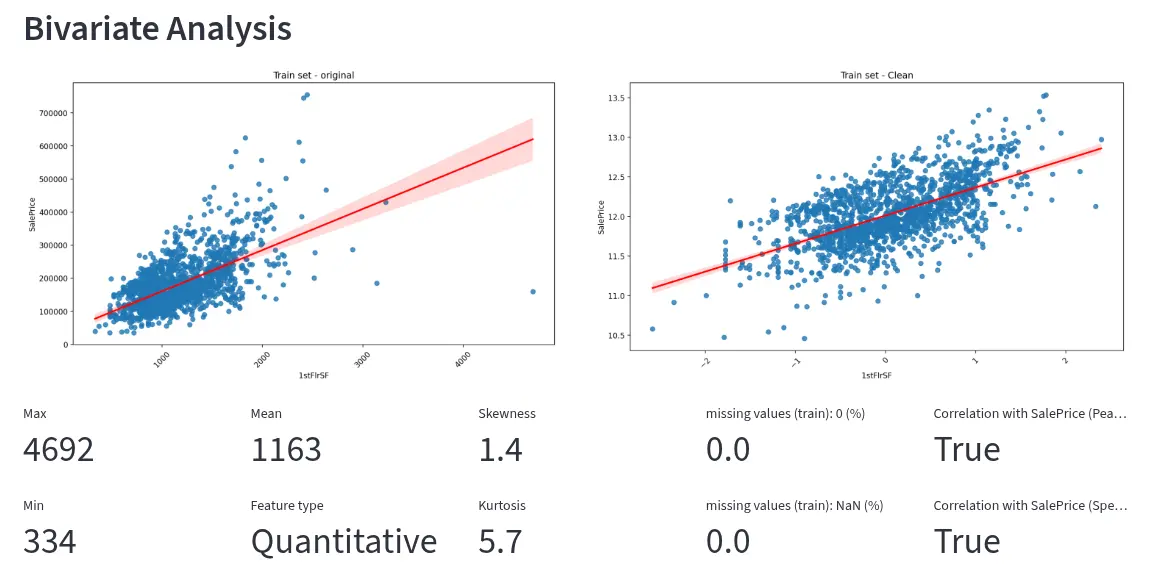 Bivariate Analysis
Train set - original
700000
600000
500000
400000
300000
200000
100000
0
SalePrice
1000
2000
3000
4000
1stFlrSF
Train set - Clean
13.5
13.0
12.5
12.0
11.5
11.0
10.5
SalePrice
−2
−1
0
1
2
1stFlrSF
Max
4692
Mean
1163
Skewness
1.4
missing values (train): 0 (%)
0.0
Correlation with SalePrice (Pea...
True
Min
334
Feature type
Quantitative
Kurtosis
5.7
missing values (train): NaN (%)
0.0
Correlation with SalePrice (Spe...
True